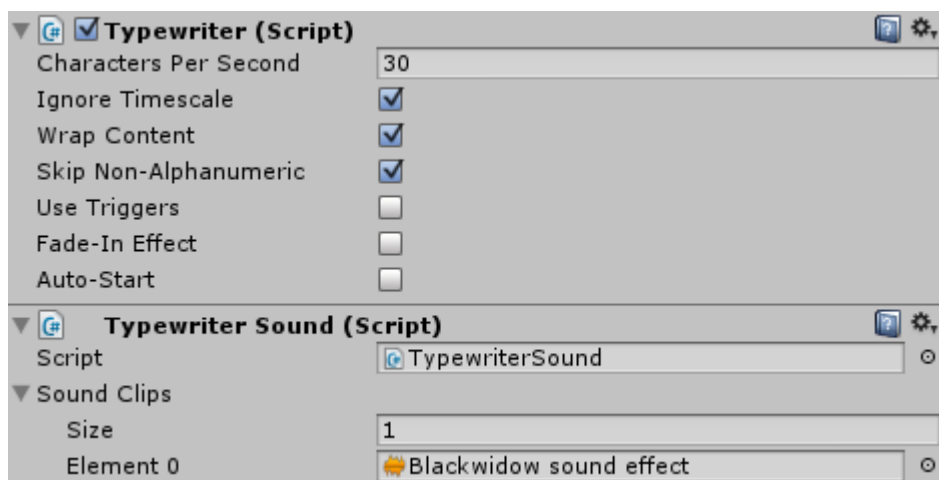 Typewriter (Script)
Characters Per Second 30
Ignore Timescale
Wrap Content
Skip Non-Alphanumeric
Use Triggers
Fade-In Effect
Auto-Start
Typewriter Sound (Script)
Script TypewriterSound
Sound Clips
Size 1
Element 0 Blackwidow sound effect